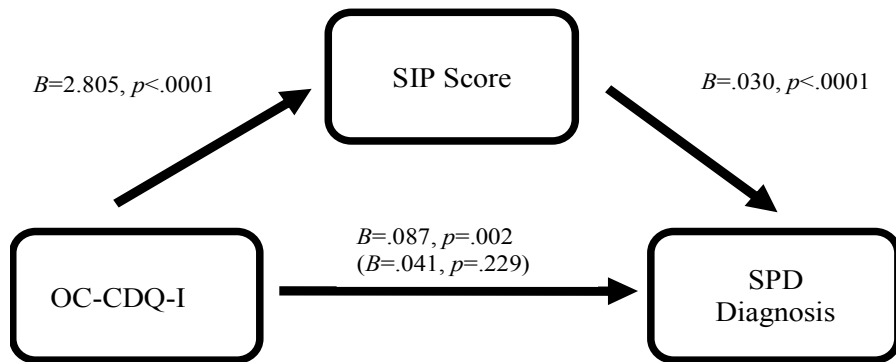 SIP Score
B=2.805, p<.0001
B=.030, p<.0001
B=.087, p=.002
(B=.041, p=.229)
OC-CDQ-I
SPD
Diagnosis